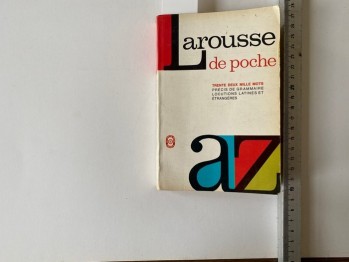 Larousse
de poche
TRENTE DEUX MILLE MOTS
PRÉCIS DE GRAMMAIRE
LOCUTIONS LATINES ET
ÉTRANGÈRES
az